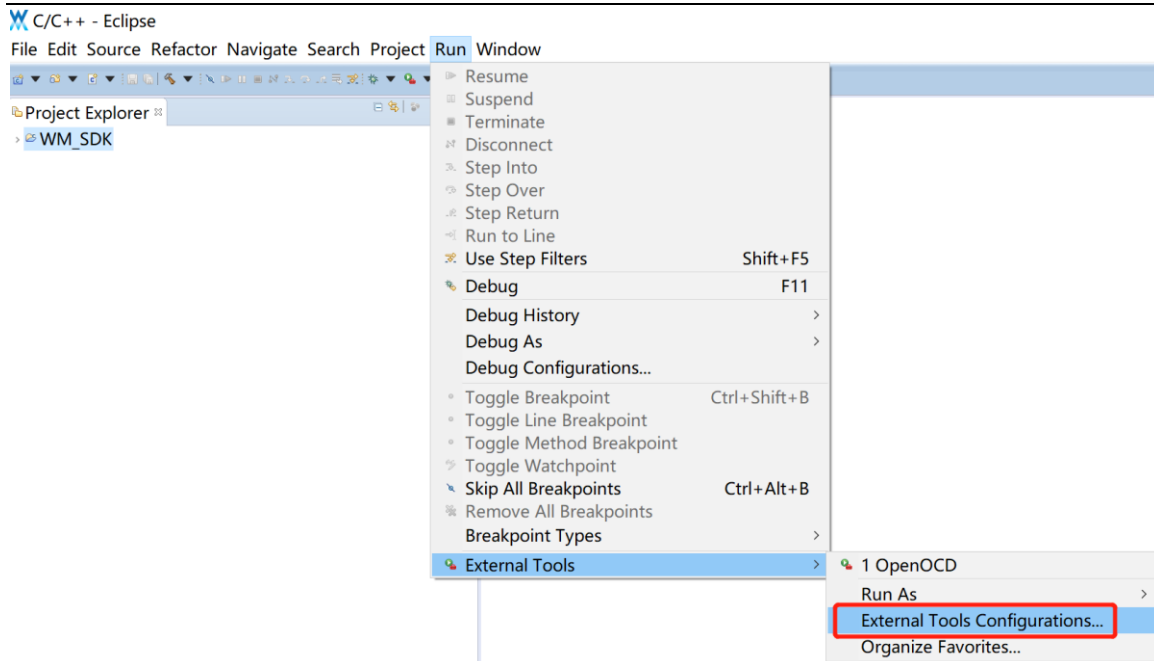 C/C++ - Eclipse
File Edit Source Refactor Navigate Search Project Run Window
Project Explorer
WM_SDK
Resume
Suspend
Terminate
Disconnect
Step Into
Step Over
Step Return
Run to Line
Use Step Filters Shift+F5
Debug F11
Debug History
Debug As
Debug Configurations...
Toggle Breakpoint Ctrl+Shift+B
Toggle Line Breakpoint
Toggle Method Breakpoint
Toggle Watchpoint
Skip All Breakpoints Ctrl+Alt+B
Remove All Breakpoints
Breakpoint Types
External Tools
1 OpenOCD
Run As
External Tools Configurations...
Organize Favorites...